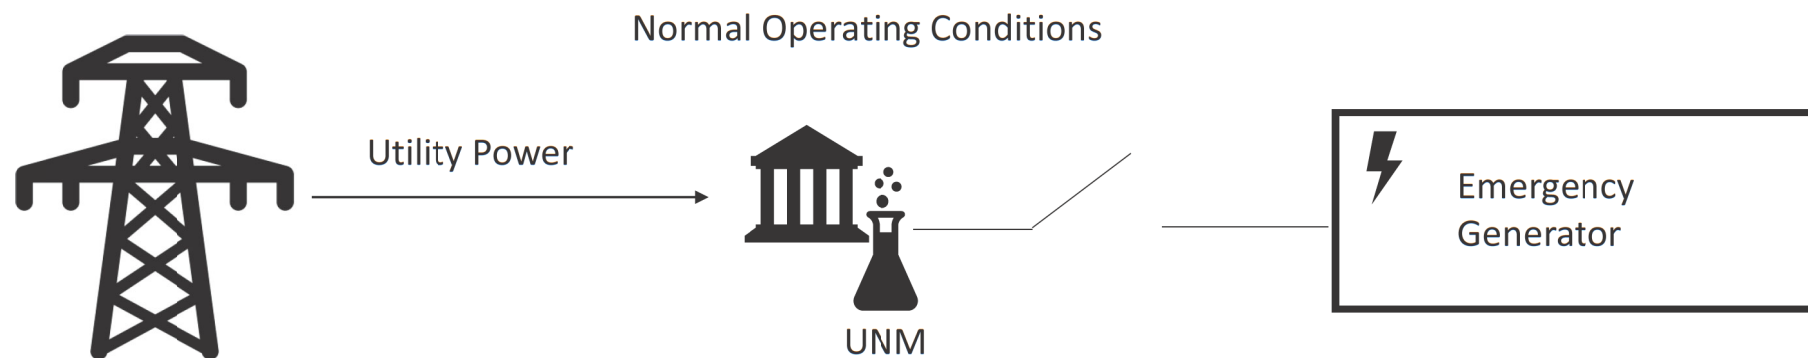 Normal Operating Conditions
Utility Power
Emergency
Generator
UNM